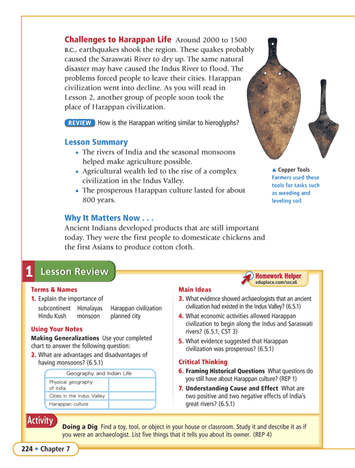 Challenges to Harappan Life Around 2000 to 1500
B.C., earthquakes shook the region. These quakes probably
caused the Saraswati River to dry up. The same natural
disaster may have caused the Indus River to flood. The
problems forced people to leave their cities. Harappan
civilization went into decline. As you will read in
Lesson 2, another group of people soon took the
place of Harappan civilization.
REVIEW How is the Harappan writing similar to hieroglyphs?
Lesson Summary
• The rivers of India and the seasonal monsoons
helped make agriculture possible.
• Agricultural wealth led to the rise of a complex
civilization in the Indus Valley.
• The prosperous Harappan culture lasted for about
800 years.
Why It Matters Now . . .
Ancient Indians developed products that are still important
today. They were the first people to domesticate chickens and
the first Asians to produce cotton cloth.
▲ Copper Tools
Farmers used these
tools for tasks such
as weeding and
leveling soil.
1 Lesson Review
Homework Helper
eduplace.com/ssca6
Terms & Names
1. Explain the importance of
subcontinent Himalayas Harappan civilization
Hindu Kush monsoon planned city
Using Your Notes
Making Generalizations Use your completed
chart to answer the following question:
2. What are advantages and disadvantages of
having monsoons? (6.5.1)
Geography and Indian Life
Physical geography
of India
Cities in the Indus Valley
Harappan culture
Main Ideas
3. What evidence showed archaeologists that an ancient
civilization had existed in the Indus Valley? (6.5.1)
4. What economic activities allowed Harappan
civilization to begin along the Indus and Saraswati
rivers? (6.5.1, CST 3)
5. What evidence suggested that Harappan
civilization was prosperous? (6.5.1)
Critical Thinking
6. Framing Historical Questions What questions do
you still have about Harappan culture? (REP 1)
7. Understanding Cause and Effect What are
two positive and two negative effects of India's
great rivers? (6.5.1)
Activity
Doing a Dig Find a toy, tool, or object in your house or classroom. Study it and describe it as if
you were an archaeologist. List five things that it tells you about its owner. (REP 4)
224 • Chapter 7